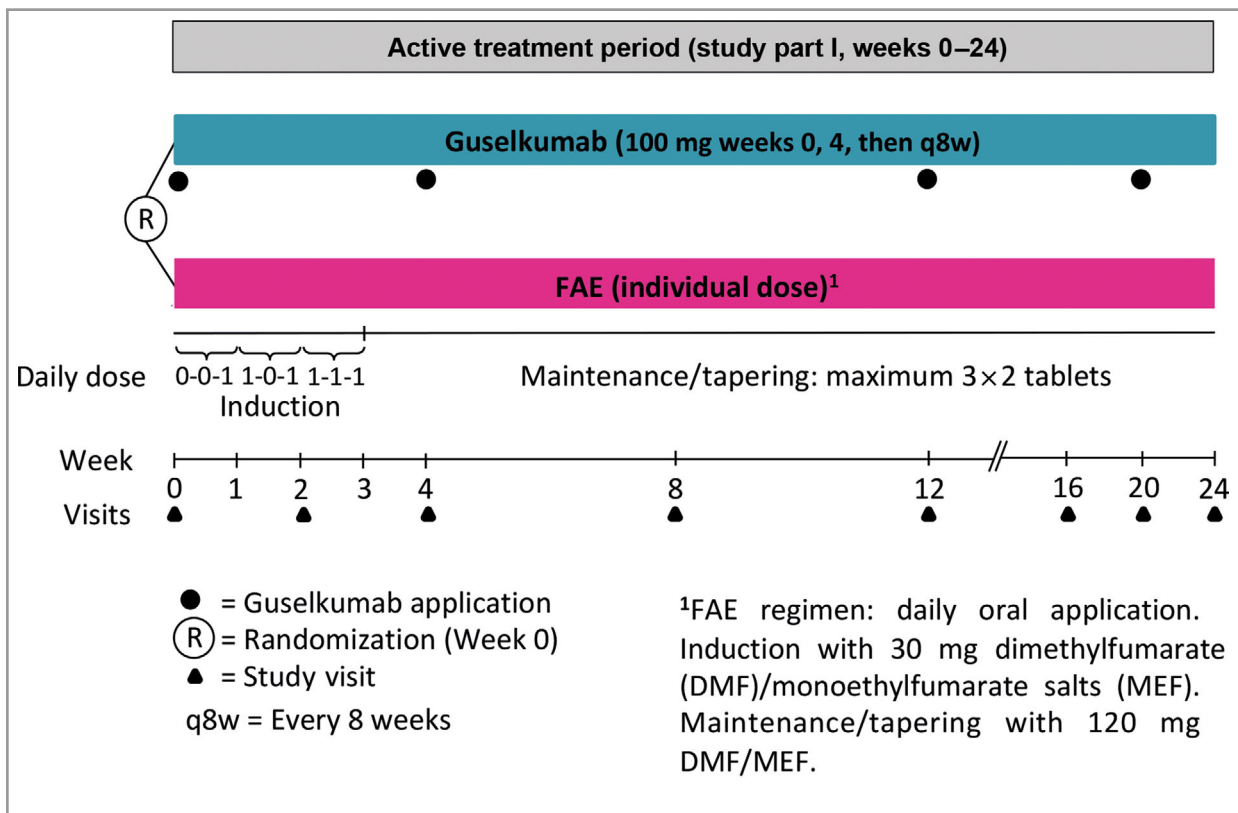 Active treatment period (study part I, weeks 0–24)
Guselkumab (100 mg weeks 0, 4, then q8w)
R
FAE (individual dose)¹
Daily dose 0-0-1 1-0-1 1-1-1 Maintenance/tapering: maximum 3×2 tablets
Induction
Week
0 1 2 3 4 8 12 16 20 24
Visits
= Guselkumab application
R = Randomization (Week 0)
= Study visit
q8w = Every 8 weeks
¹FAE regimen: daily oral application.
Induction with 30 mg dimethylfumarate
(DMF)/monoethylfumarate salts (MEF).
Maintenance/tapering with 120 mg
DMF/MEF.